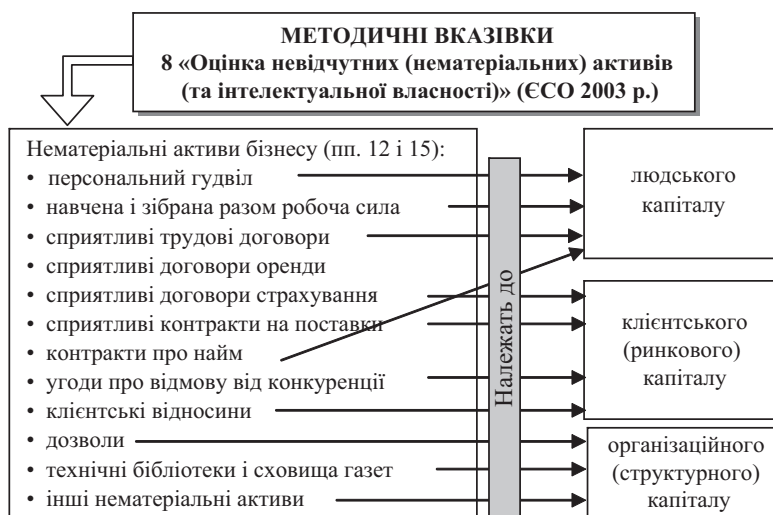 МЕТОДИЧНІ ВКАЗІВКИ
8 «Оцінка невідчутних (нематеріальних) активів
(та інтелектуальної власності)» (ЄСО 2003 р.)
Нематеріальні активи бізнесу (пп. 12 і 15):
• персональний гудвіл
• навчена і зібрана разом робоча сила
• сприятливі трудові договори
• сприятливі договори оренди
• сприятливі договори страхування
• сприятливі контракти на поставки
• контракти про найм
• угоди про відмову від конкуренції
• клієнтські відносини
• дозволи
• технічні бібліотеки і сховища газет
• інші нематеріальні активи
Належать до
людського
капіталу
клієнтського
(ринкового)
капіталу
організаційного
(структурного)
капіталу